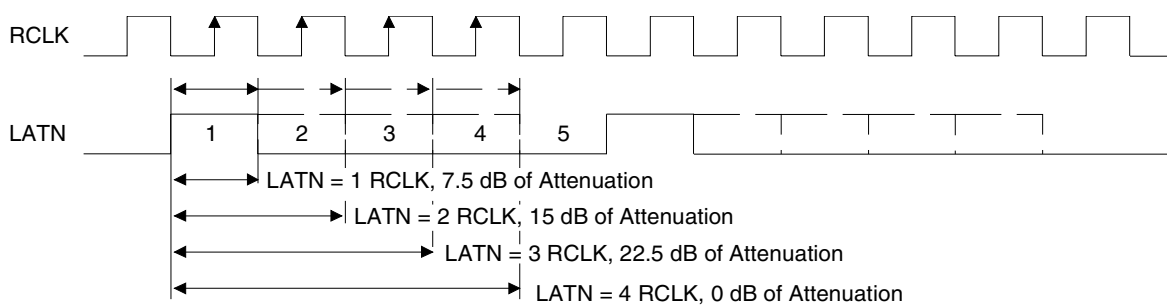 RCLK
LATN
1 2 3 4 5
LATN = 1 RCLK, 7.5 dB of Attenuation
LATN = 2 RCLK, 15 dB of Attenuation
LATN = 3 RCLK, 22.5 dB of Attenuation
LATN = 4 RCLK, 0 dB of Attenuation